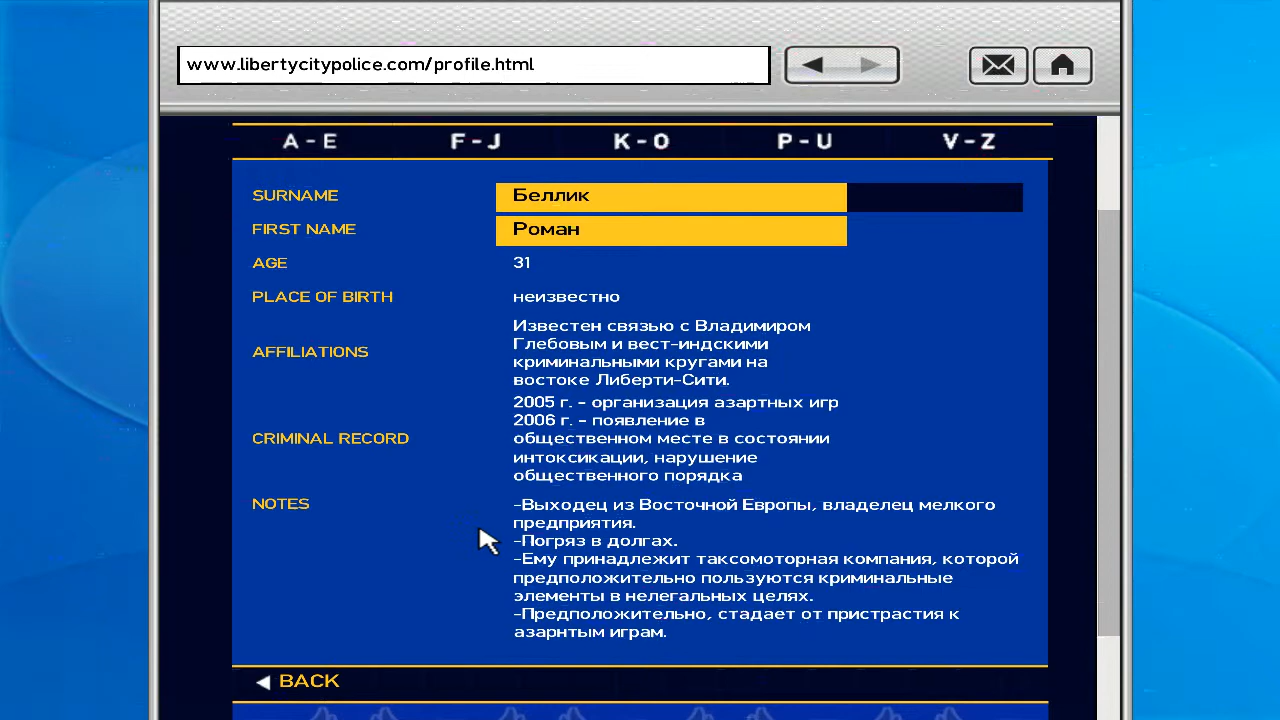 www.libertycitypolice.com/profile.html
A - E F - J K - O P - U V - Z
SURNAME Беллик
FIRST NAME Роман
AGE 31
PLACE OF BIRTH неизвестно
AFFILIATIONS Известен связью с Владимиром
Глебовым и вест-индскими
криминальными кругами на
востоке Либерти-Сити.
CRIMINAL RECORD 2005 г. - организация азартных игр
2006 г. - появление в
общественном месте в состоянии
интоксикации, нарушение
общественного порядка
NOTES -Выходец из Восточной Европы, владелец мелкого
предприятия.
-Погряз в долгах.
-Ему принадлежит таксомоторная компания, которой
предположительно пользуются криминальные
элементы в нелегальных целях.
-Предположительно, стадает от пристрастия к
азарнтым играм.
BACK